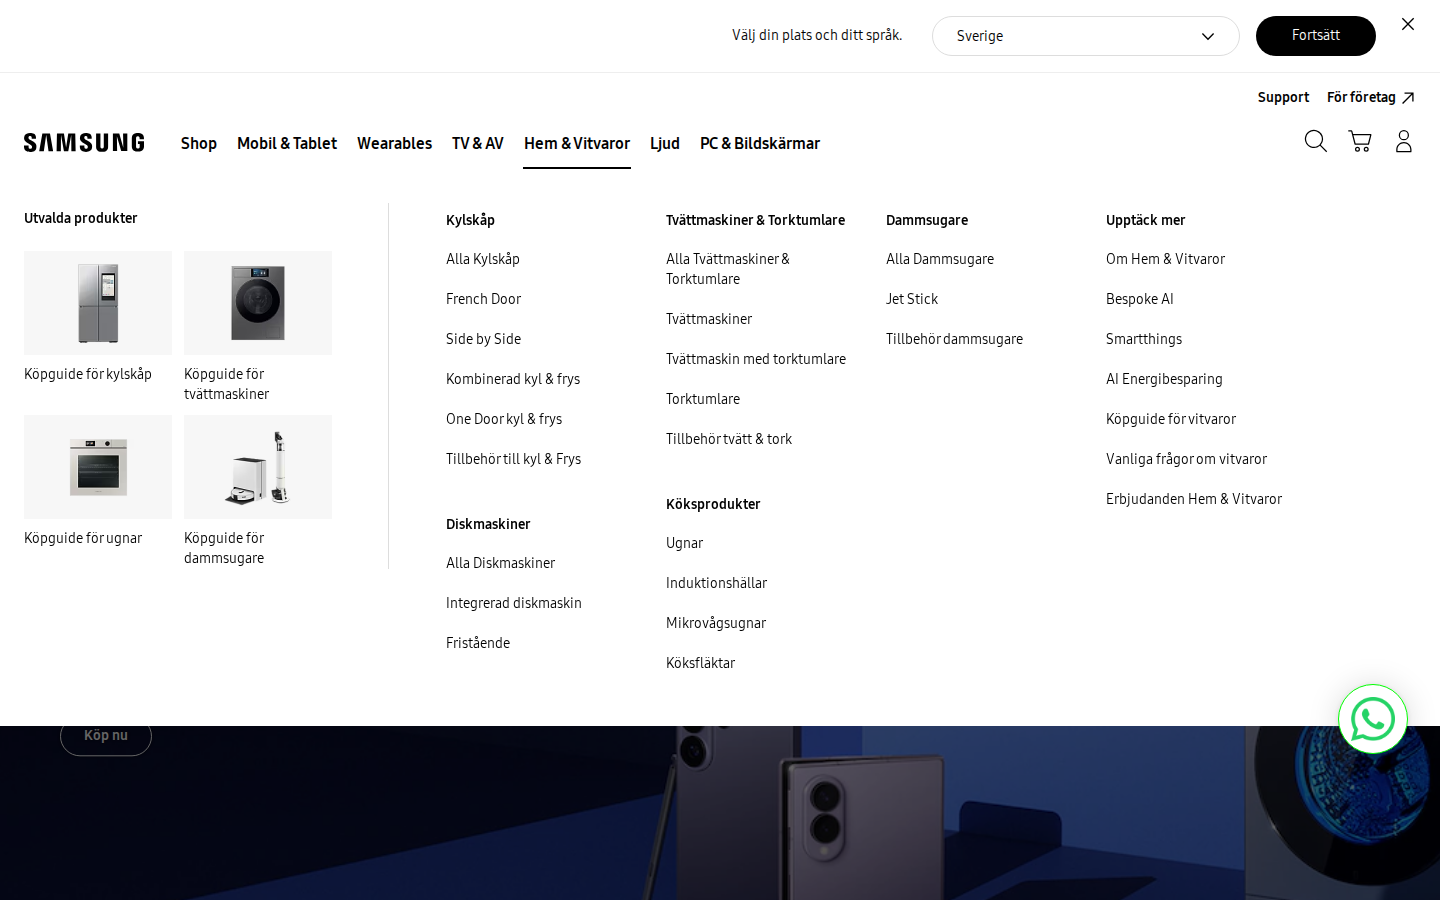 Välj din plats och ditt språk.
Sverige
Fortsätt
Support
För företag
SAMSUNG
Shop
Mobil & Tablet
Wearables
TV & AV
Hem & Vitvaror
Ljud
PC & Bildskärmar
Utvalda produkter
Köpguide för kylskåp
Köpguide för
tvättmaskiner
Köpguide för ugnar
Köpguide för
dammsugare
Kylskåp
Alla Kylskåp
French Door
Side by Side
Kombinerad kyl & frys
One Door kyl & frys
Tillbehör till kyl & Frys
Diskmaskiner
Alla Diskmaskiner
Integrerad diskmaskin
Fristående
Tvättmaskiner & Torktumlare
Alla Tvättmaskiner &
Torktumlare
Tvättmaskiner
Tvättmaskin med torktumlare
Torktumlare
Tillbehör tvätt & tork
Köksprodukter
Ugnar
Induktionshällar
Mikrovågsugnar
Köksfläktar
Dammsugare
Alla Dammsugare
Jet Stick
Tillbehör dammsugare
Upptäck mer
Om Hem & Vitvaror
Bespoke AI
Smartthings
AI Energibesparing
Köpguide för vitvaror
Vanliga frågor om vitvaror
Erbjudanden Hem & Vitvaror
Köp nu